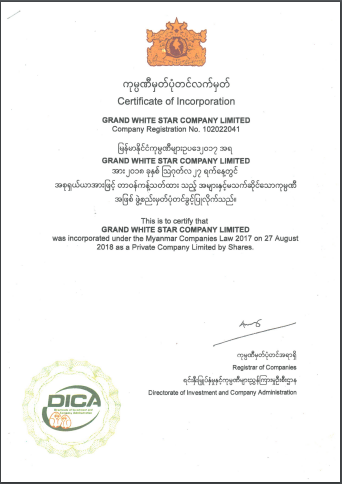 ကုမ္ပဏီမှတ်ပုံတင်လက်မှတ်
Certificate of Incorporation
GRAND WHITE STAR COMPANY LIMITED
Company Registration No. 102022041
မြန်မာနိုင်ငံကုမ္ပဏီများဥပဒေ၂၀၁၇ အရ
GRAND WHITE STAR COMPANY LIMITED
အား၂၀၁၈ ခုနှစ် ဩဂုတ်လ ၂၇ ရက်နေ့တွင်
အစုရှယ်ယာအားဖြင့် တာဝန်ကန့်သတ်ထား သည့် အများနှင့်မသက်ဆိုင်သောကုမ္ပဏီ
အဖြစ် ဖွဲ့စည်းမှတ်ပုံတင်ခွင့်ပြုလိုက်သည်။
This is to certify that
GRAND WHITE STAR COMPANY LIMITED
was incorporated under the Myanmar Companies Law 2017 on 27 August
2018 as a Private Company Limited by Shares.
ကုမ္ပဏီမှတ်ပုံတင်အရာရှိ
Registrar of Companies
ရင်းနှီးမြှုပ်နှံမှုနှင့်ကုမ္ပဏီများညွှန်ကြားမှုဦးစီးဌာန
Directorate of Investment and Company Administration
DICA